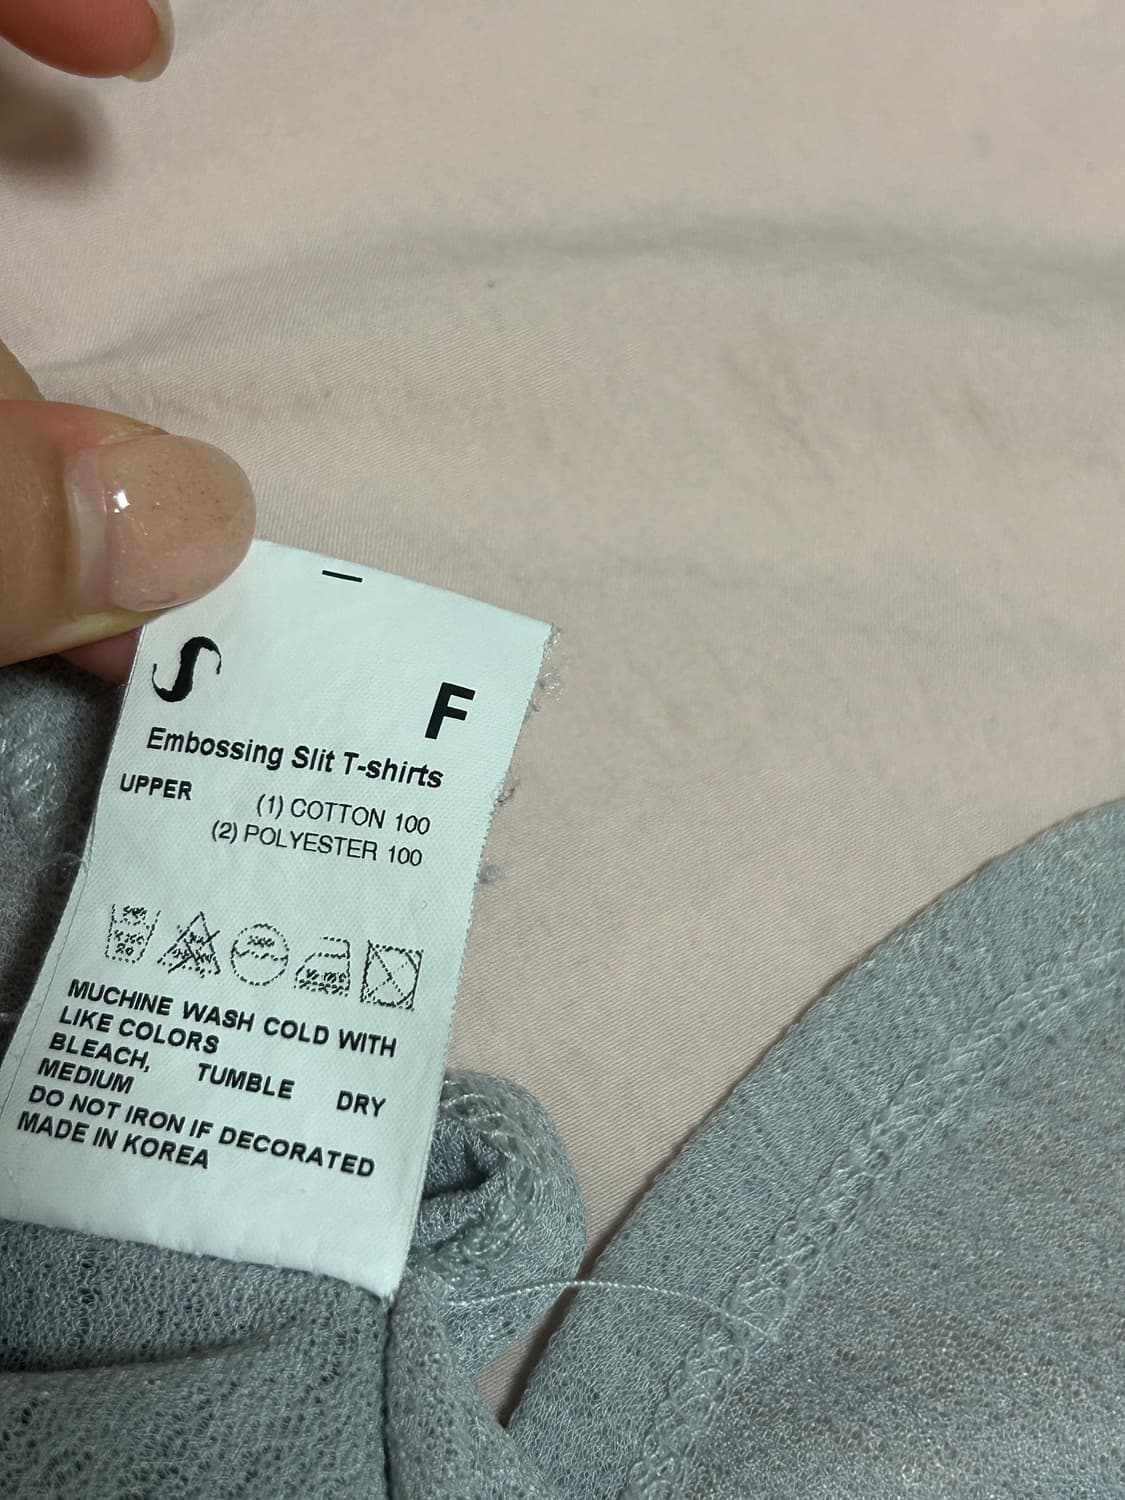 F
Embossing Slit T-shirts
UPPER (1) COTTON 100
(2) POLYESTER 100
MUCHINE WASH COLD WITH
LIKE COLORS
BLEACH, TUMBLE DRY
MEDIUM
DO NOT IRON IF DECORATED
MADE IN KOREA